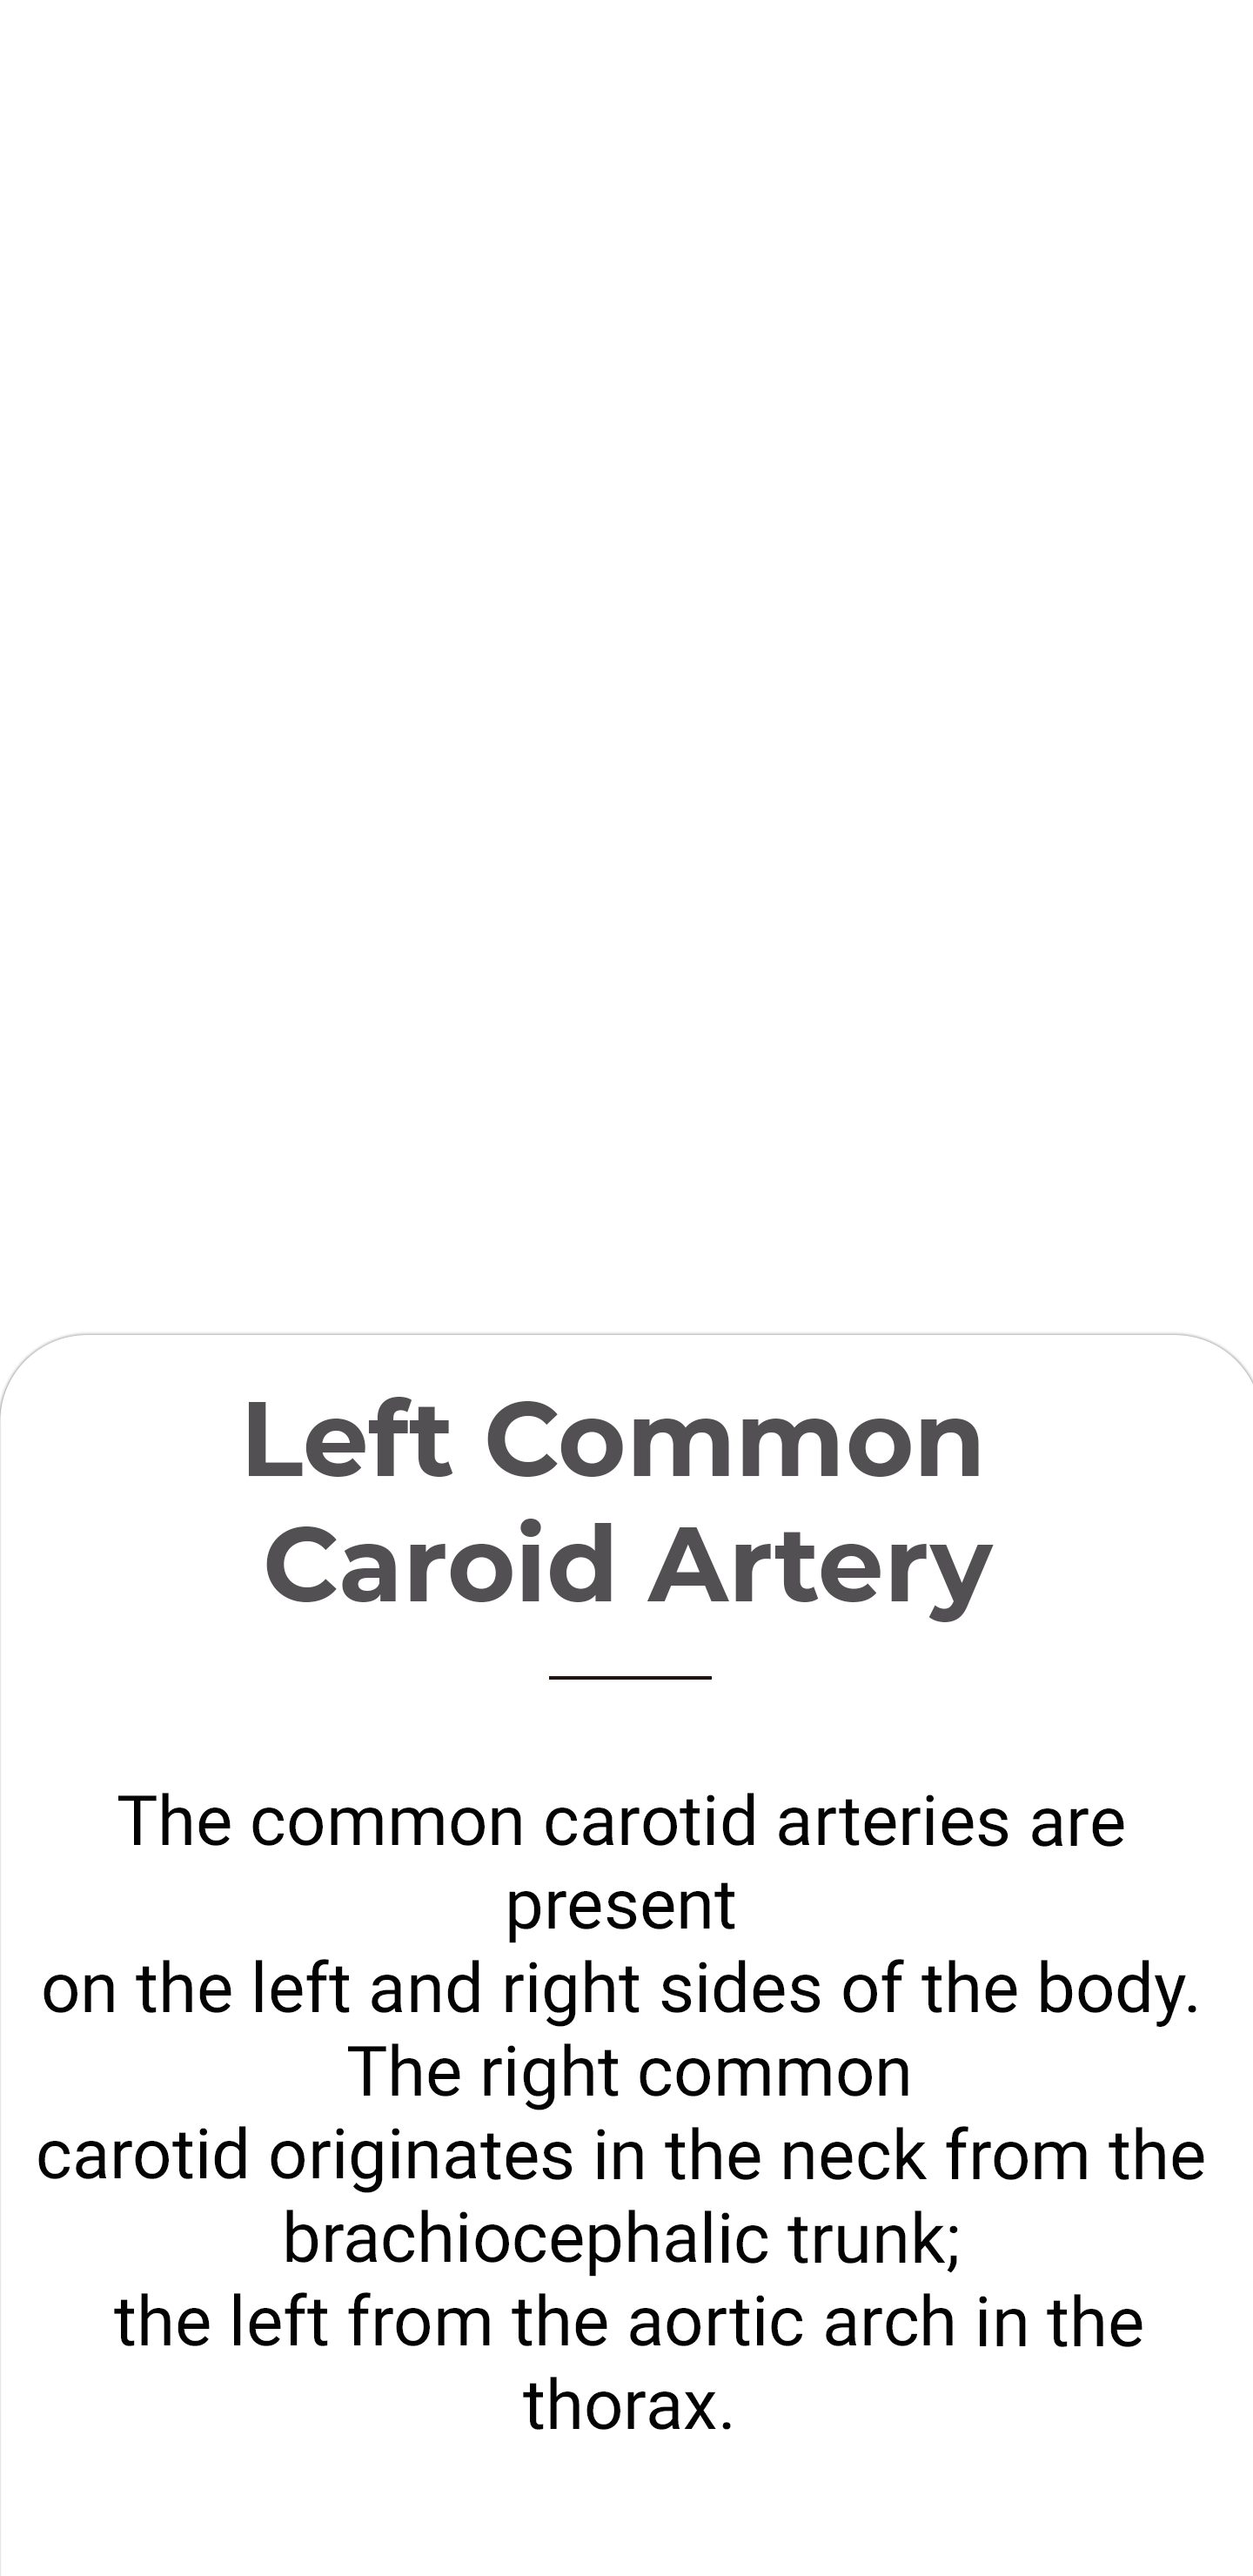 Left Common
Caroid Artery
The common carotid arteries are
present
on the left and right sides of the body.
The right common
carotid originates in the neck from the
brachiocephalic trunk;
the left from the aortic arch in the
thorax.